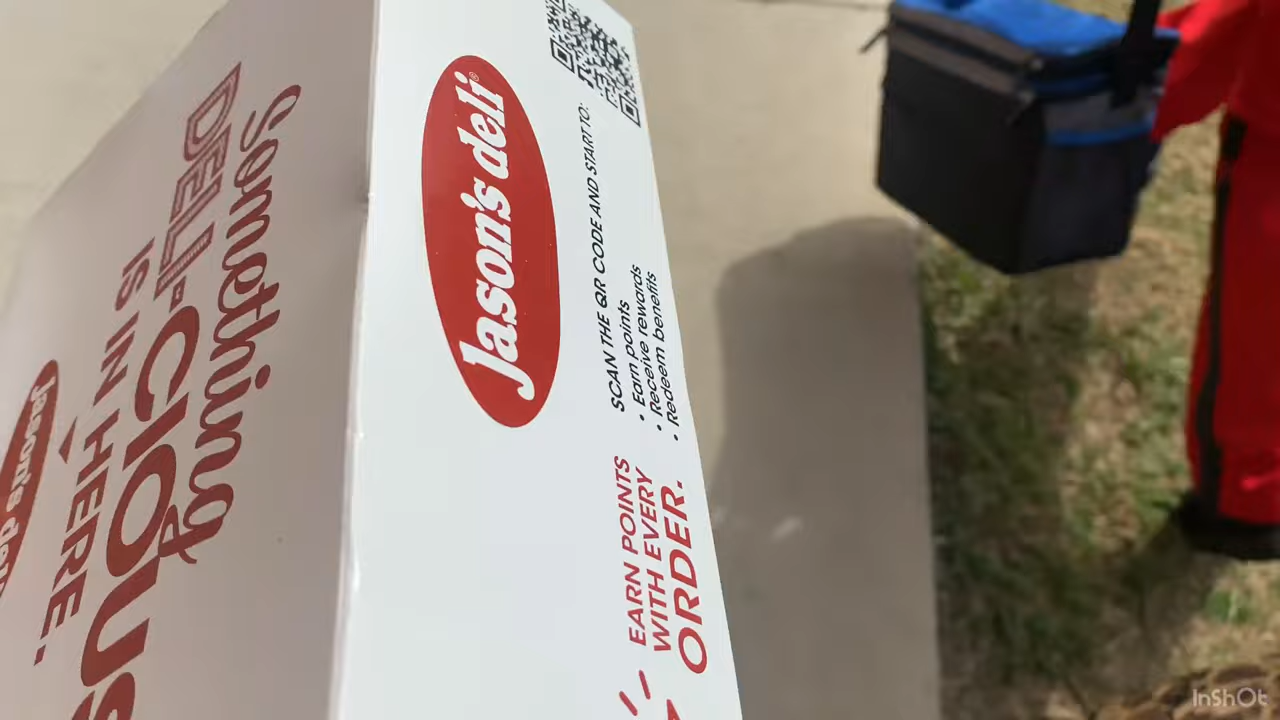 Something
DELI-CIOUS
IS IN HERE.
Jason's deli
Jason's deli®
SCAN THE QR CODE AND START TO:
• Earn points
• Receive rewards
• Redeem benefits
EARN POINTS
WITH EVERY
ORDER.
InShOt